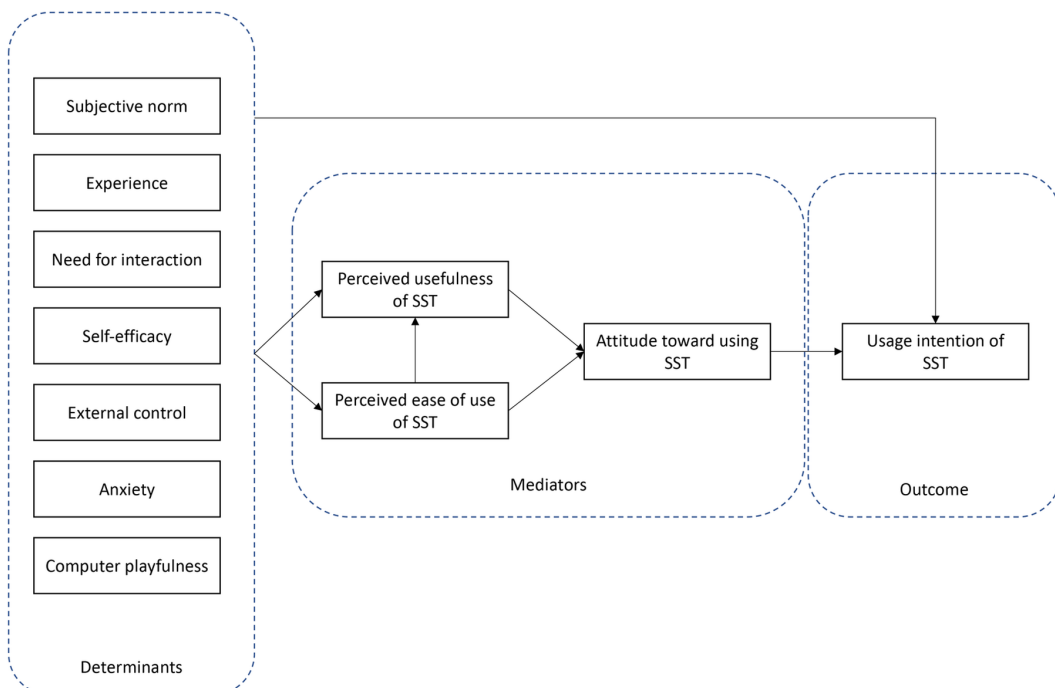 Subjective norm
Experience
Need for interaction
Self-efficacy
External control
Anxiety
Computer playfulness
Determinants
Perceived usefulness
of SST
Perceived ease of use
of SST
Attitude toward using
SST
Mediators
Usage intention of
SST
Outcome